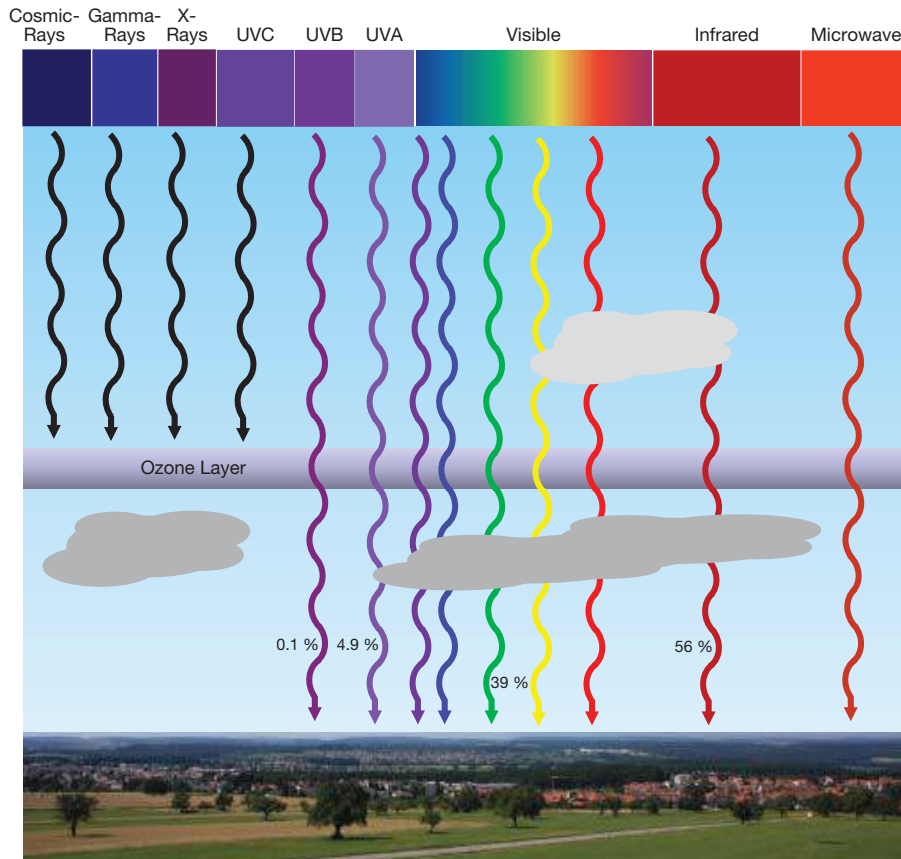 Cosmic-
Rays
Gamma-
Rays
X-
Rays
UVC
UVB
UVA
Visible
Infrared
Microwave
Ozone Layer
0.1 %
4.9 %
56 %
39 %